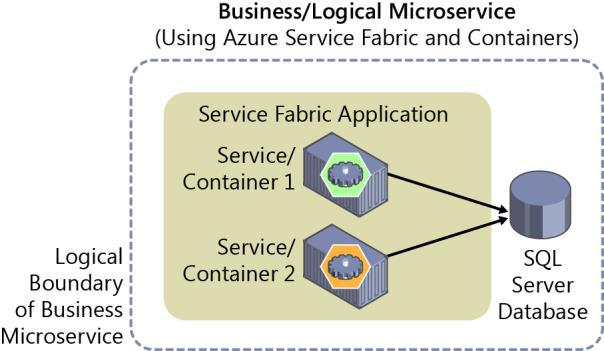 Business/Logical Microservice
(Using Azure Service Fabric and Containers)
Service Fabric Application
Service/
Container 1
Service/
Container 2
SQL
Server
Database
Logical
Boundary
of Business
Microservice